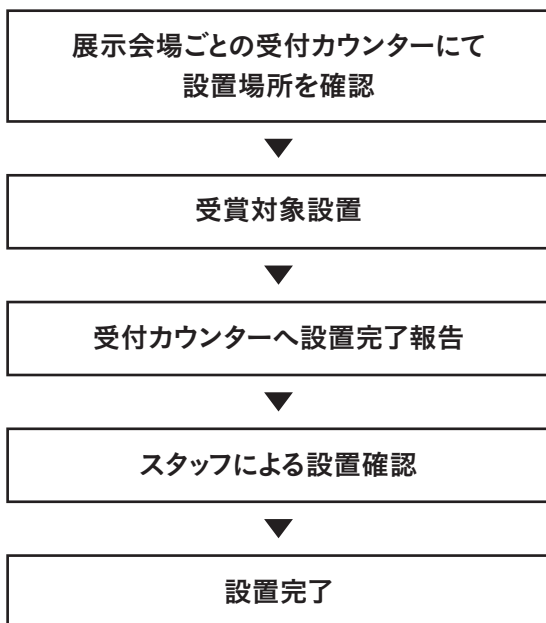 展示会場ごとの受付カウンターにて
設置場所を確認
受賞対象設置
受付カウンターへ設置完了報告
スタッフによる設置確認
設置完了